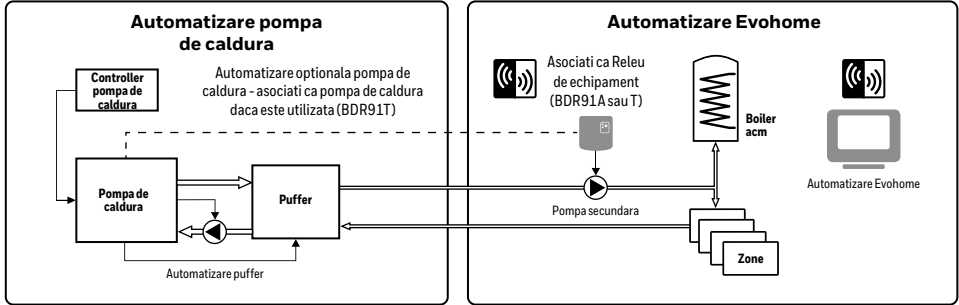 Automatizare pompa
de caldura
Controller
pompa de
caldura
Automatizare optionala pompa de
caldura - asociati ca pompa de caldura
daca este utilizata (BDR91T)
Pompa de
caldura
Puffer
Automatizare puffer
Automatizare Evohome
Asociati ca Releu
de echipament
(BDR91A sau T)
Boiler
acm
Automatizare Evohome
Pompa secundara
Zone